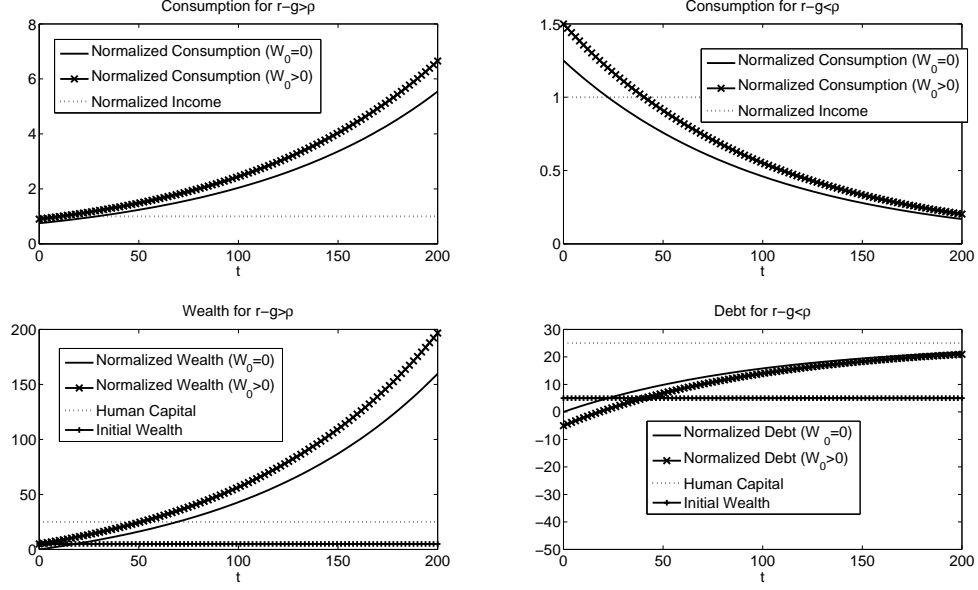 Consumption for r−g>ρ
8
6
4
2
0
Normalized Consumption (W0=0)
Normalized Consumption (W0>0)
Normalized Income
0 50 100 150 200
t
Consumption for r−g<ρ
1.5
1
0.5
0
Normalized Consumption (W0=0)
Normalized Consumption (W0>0)
Normalized Income
0 50 100 150 200
t
Wealth for r−g>ρ
200
150
100
50
0
Normalized Wealth (W0=0)
Normalized Wealth (W0>0)
Human Capital
Initial Wealth
0 50 100 150 200
t
Debt for r−g<ρ
30
20
10
0
−10
−20
−30
−40
−50
Normalized Debt (W0=0)
Normalized Debt (W0>0)
Human Capital
Initial Wealth
0 50 100 150 200
t